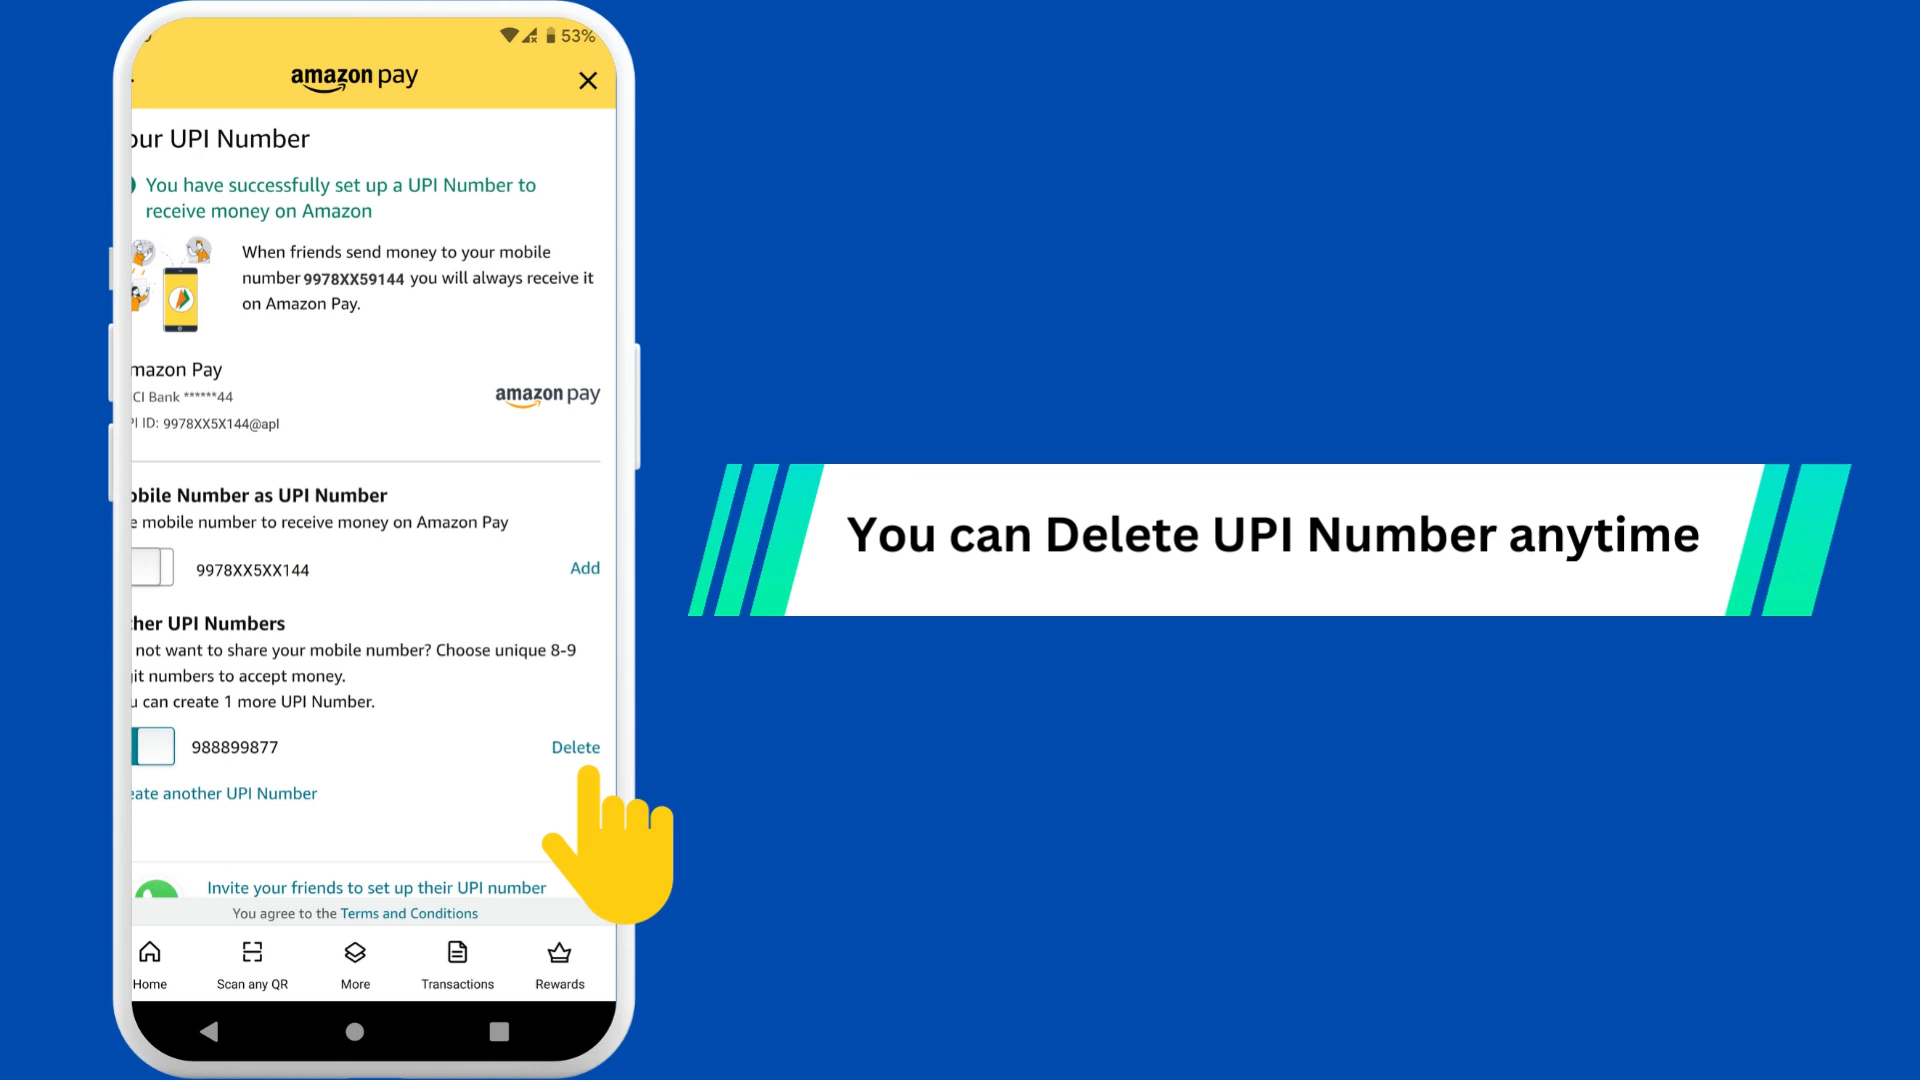 53%
amazon pay
our UPI Number
You have successfully set up a UPI Number to
receive money on Amazon
When friends send money to your mobile
number 9978XX59144 you will always receive it
on Amazon Pay.
mazon Pay
CI Bank ******44
amazon pay
PI ID: 9978XX5X144@apl
obile Number as UPI Number
e mobile number to receive money on Amazon Pay
9978XX5XX144
Add
ther UPI Numbers
not want to share your mobile number? Choose unique 8-9
git numbers to accept money.
u can create 1 more UPI Number.
988899877
Delete
eate another UPI Number
Invite your friends to set up their UPI number
You agree to the Terms and Conditions
Home
Scan any QR
More
Transactions
Rewards
You can Delete UPI Number anytime